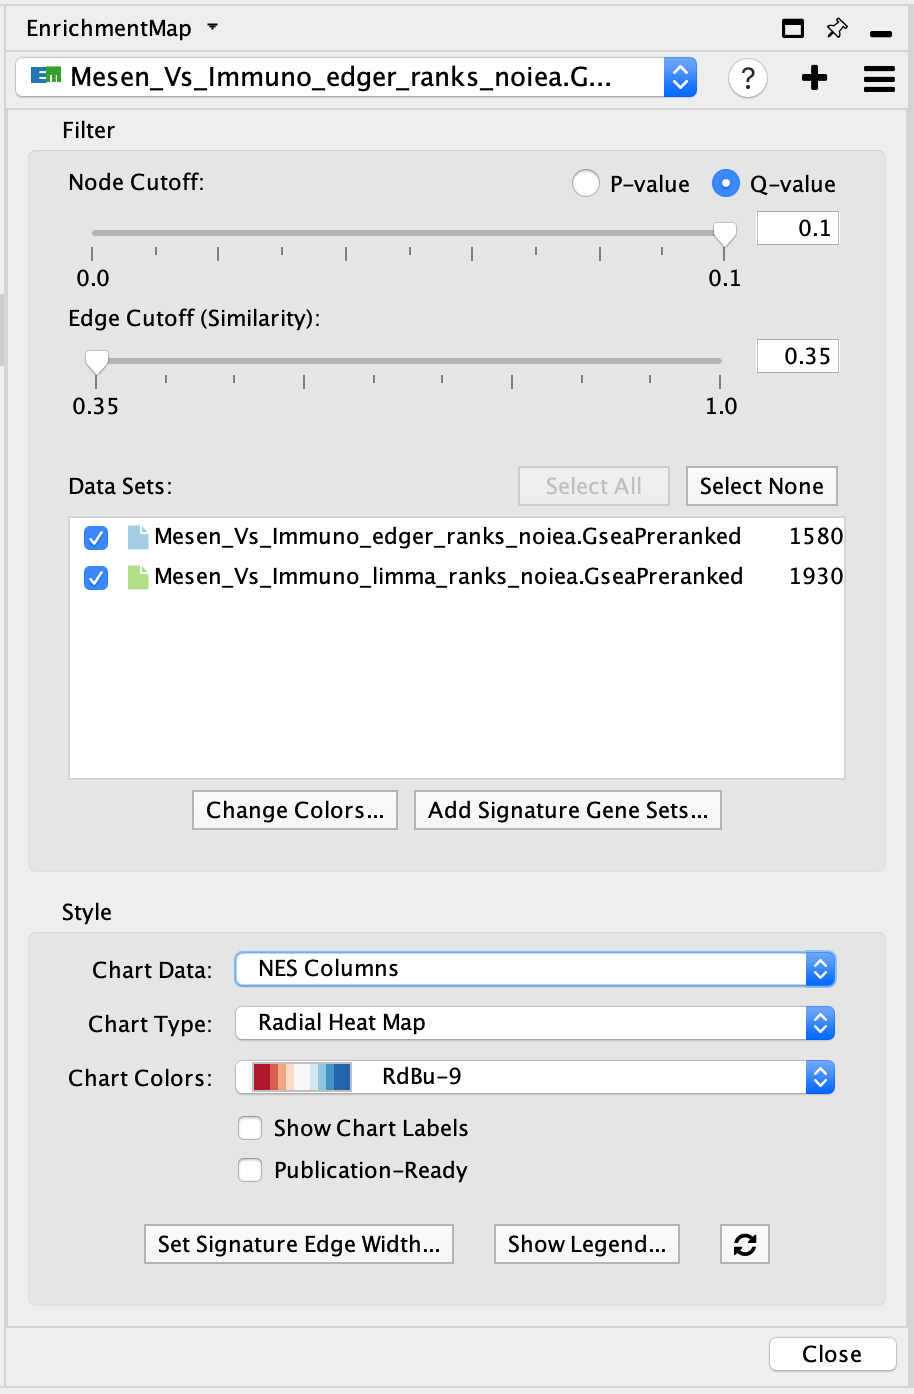 EnrichmentMap
EM Mesen_Vs_Immuno_edger_ranks_noiea.G... ?
Filter
Node Cutoff: P-value Q-value
0.1
0.0 0.1
Edge Cutoff (Similarity):
0.35
0.35 1.0
Data Sets: Select All Select None
Mesen_Vs_Immuno_edger_ranks_noiea.GseaPreranked 1580
Mesen_Vs_Immuno_limma_ranks_noiea.GseaPreranked 1930
Change Colors... Add Signature Gene Sets...
Style
Chart Data: NES Columns
Chart Type: Radial Heat Map
Chart Colors: RdBu-9
Show Chart Labels
Publication-Ready
Set Signature Edge Width... Show Legend...
Close